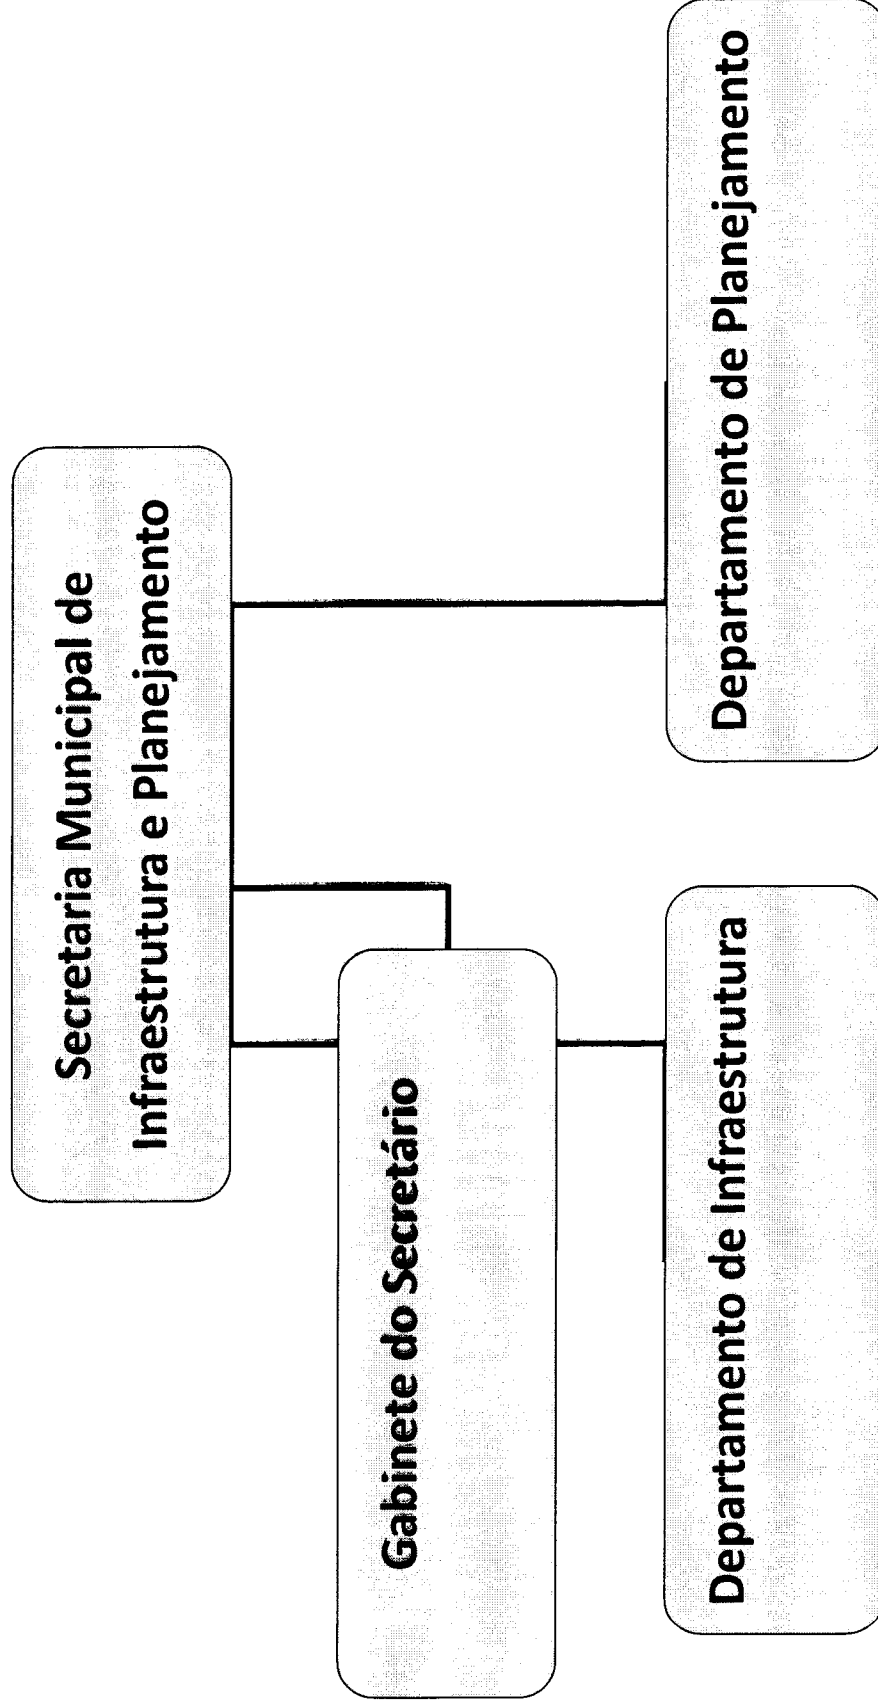 Secretaria Municipal de
Infraestrutura e Planejamento
Gabinete do Secretário
Departamento de Infraestrutura
Departamento de Planejamento